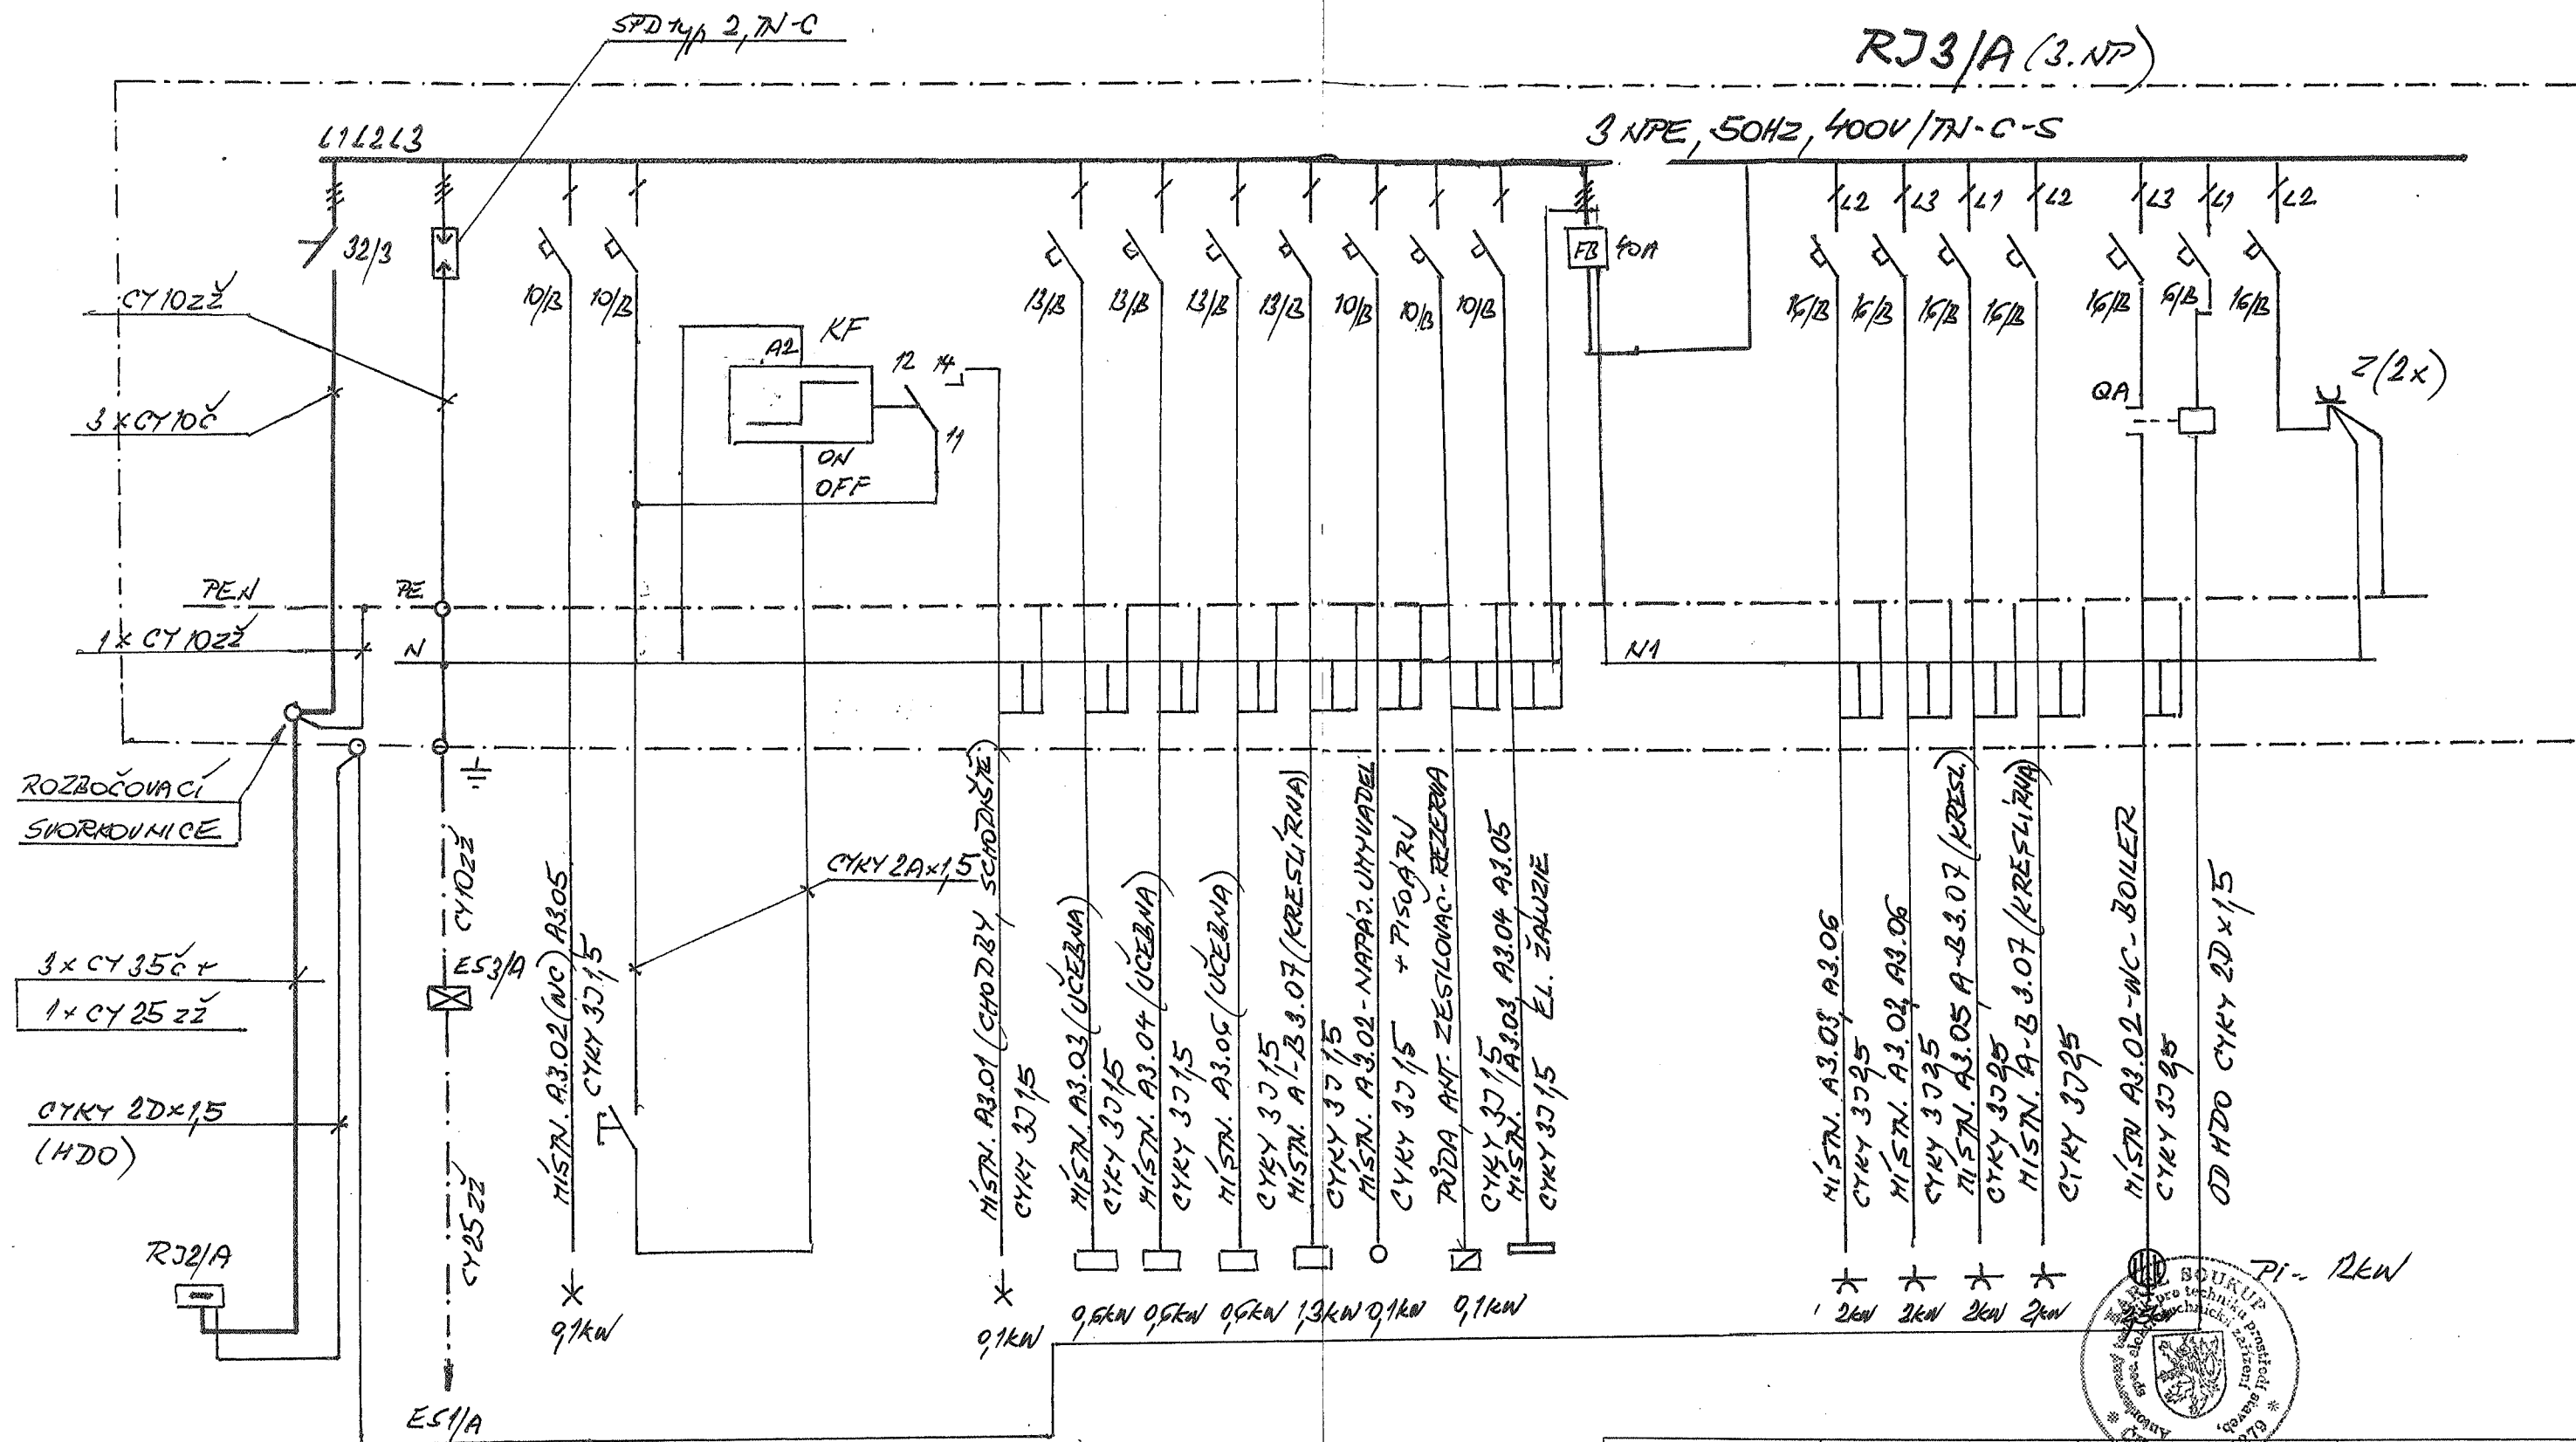 SPD typ 2, TN-C
RJ3/A (3.NP)
L1 L2 L3
3 NPE, 50HZ, 400V/TN-C-S
L2
L3
L1
L2
L3
L1
L2
32/3
FB
40A
CY 10 ZŽ
10/B
10/B
KF
A2
12
14
11
ON
OFF
13/B
13/B
13/B
13/B
10/B
10/B
10/B
16/B
16/B
16/B
16/B
16/B
6/B
16/B
3 x CY 10 Č
QA
Z (2x)
PEN
PE
1 x CY 10 ZŽ
N
N1
ROZBOČOVACÍ
SVORKOVNICE
CY 10 ZŽ
ES3/A
CY 25 ZŽ
ES1/A
3 x CY 35 Č +
1 x CY 25 ZŽ
CYKY 2D x 1,5
(HDO)
RJ2/A
MÍSTN. A3.02 (WC) A3.05
CYKY 3J 1,5
CYKY 2A x 1,5
MÍSTN. A3.01 (CHODBY, SCHODIŠTĚ)
CYKY 3J 1,5
MÍSTN. A3.03 (UČEBNA)
CYKY 3J 1,5
MÍSTN. A3.04 (UČEBNA)
CYKY 3J 1,5
MÍSTN. A3.06 (UČEBNA)
CYKY 3J 1,5
MÍSTN. A-B 3.07 (KRESLÍRNA)
CYKY 3J 1,5
MÍSTN. A3.02 - NAPÁJ. UMYVADEL
CYKY 3J 1,5 + PISOÁRU
PŮDA, ANT. ZESILOVAČ - REZERVA
CYKY 3J 1,5
MÍSTN. A3.03, A3.04, A3.05
CYKY 3J 1,5 EL. ŽALUZIE
MÍSTN. A3.03, A3.06
CYKY 3J 2,5
MÍSTN. A3.02, A3.06
CYKY 3J 2,5
MÍSTN. A3.05 A-B 3.07 (KRESL.)
CYKY 3J 2,5
MÍSTN. A-B 3.07 (KRESLÍRNA)
CYKY 3J 2,5
MÍSTN A3.02 - WC - BOILER
CYKY 3J 2,5
OD HDO CYKY 2D x 1,5
0,1kW
0,1kW
0,6kW
0,6kW
0,6kW
1,3kW
0,1kW
0,1kW
2kW
2kW
2kW
2kW
Pi = 12kW
SOUKUP
pro techniku prostředí staveb,
zařízení